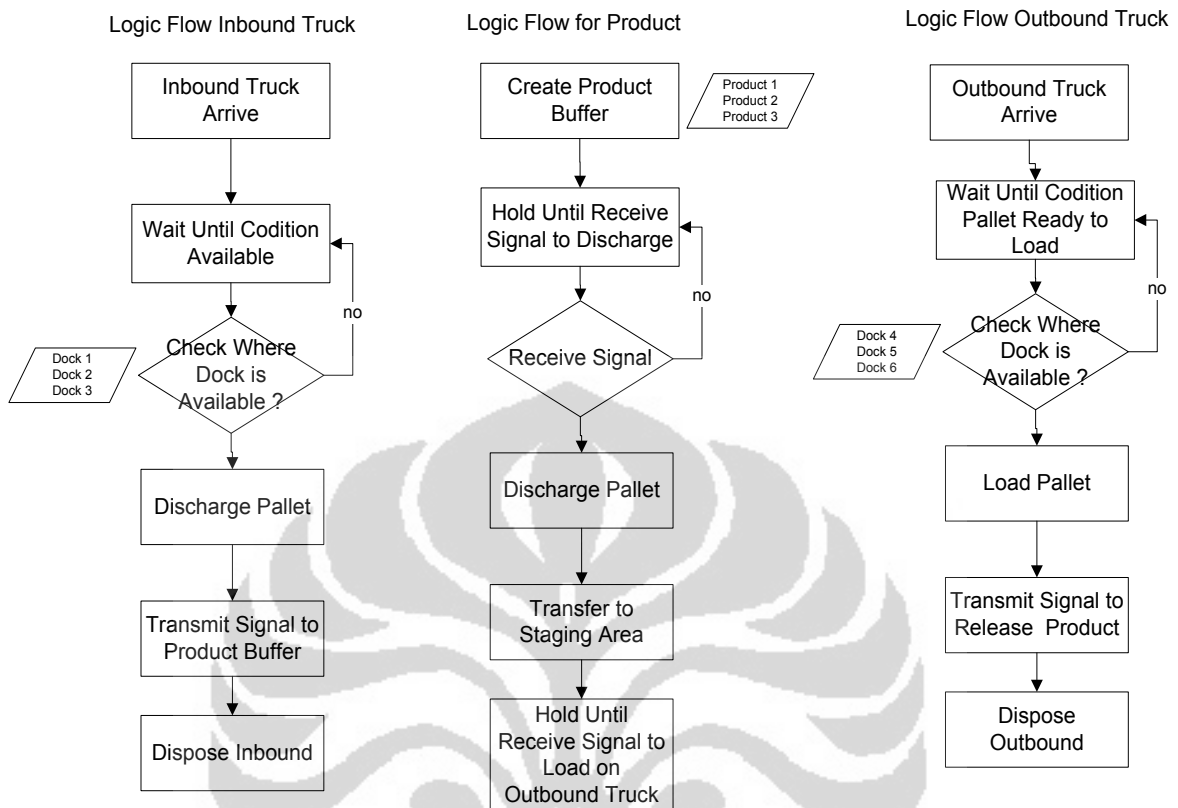 Logic Flow Inbound Truck
Inbound Truck
Arrive
Wait Until Codition
Available
no
Check Where
Dock is
Available ?
Dock 1
Dock 2
Dock 3
Discharge Pallet
Transmit Signal to
Product Buffer
Dispose Inbound
Logic Flow for Product
Create Product
Buffer
Product 1
Product 2
Product 3
Hold Until Receive
Signal to Discharge
no
Receive Signal
Discharge Pallet
Transfer to
Staging Area
Hold Until
Receive Signal to
Load on
Outbound Truck
Logic Flow Outbound Truck
Outbound Truck
Arrive
Wait Until Codition
Pallet Ready to
Load
no
Check Where
Dock is
Available ?
Dock 4
Dock 5
Dock 6
Load Pallet
Transmit Signal to
Release Product
Dispose
Outbound